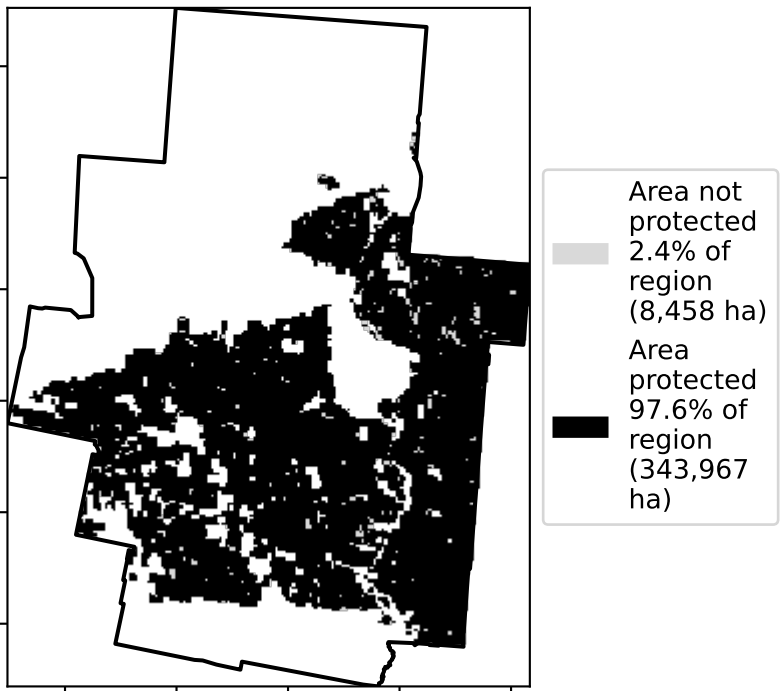 Area not
protected
2.4% of
region
(8,458 ha)
Area
protected
97.6% of
region
(343,967
ha)